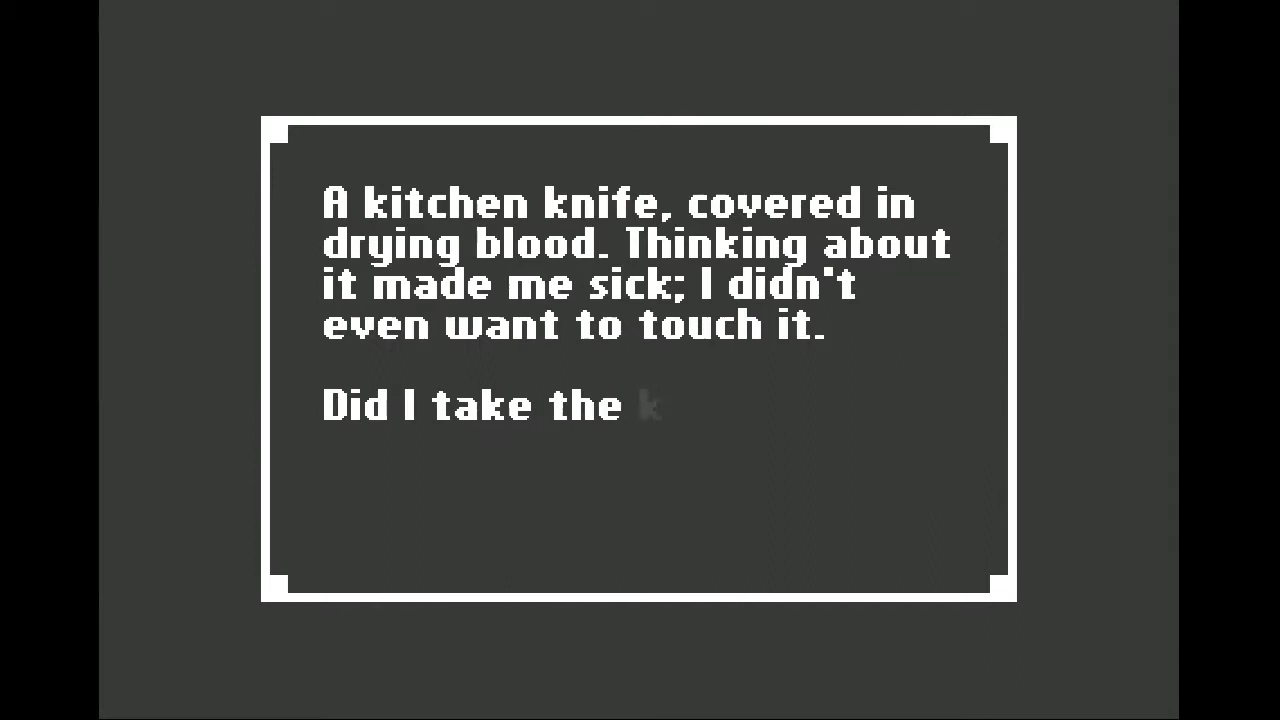 A kitchen knife, covered in
drying blood. Thinking about
it made me sick; I didn't
even want to touch it.
Did I take the k